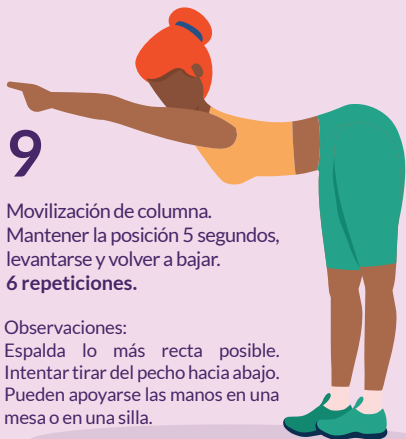 9
Movilización de columna.
Mantener la posición 5 segundos,
levantarse y volver a bajar.
6 repeticiones.
Observaciones:
Espalda lo más recta posible.
Intentar tirar del pecho hacia abajo.
Pueden apoyarse las manos en una
mesa o en una silla.